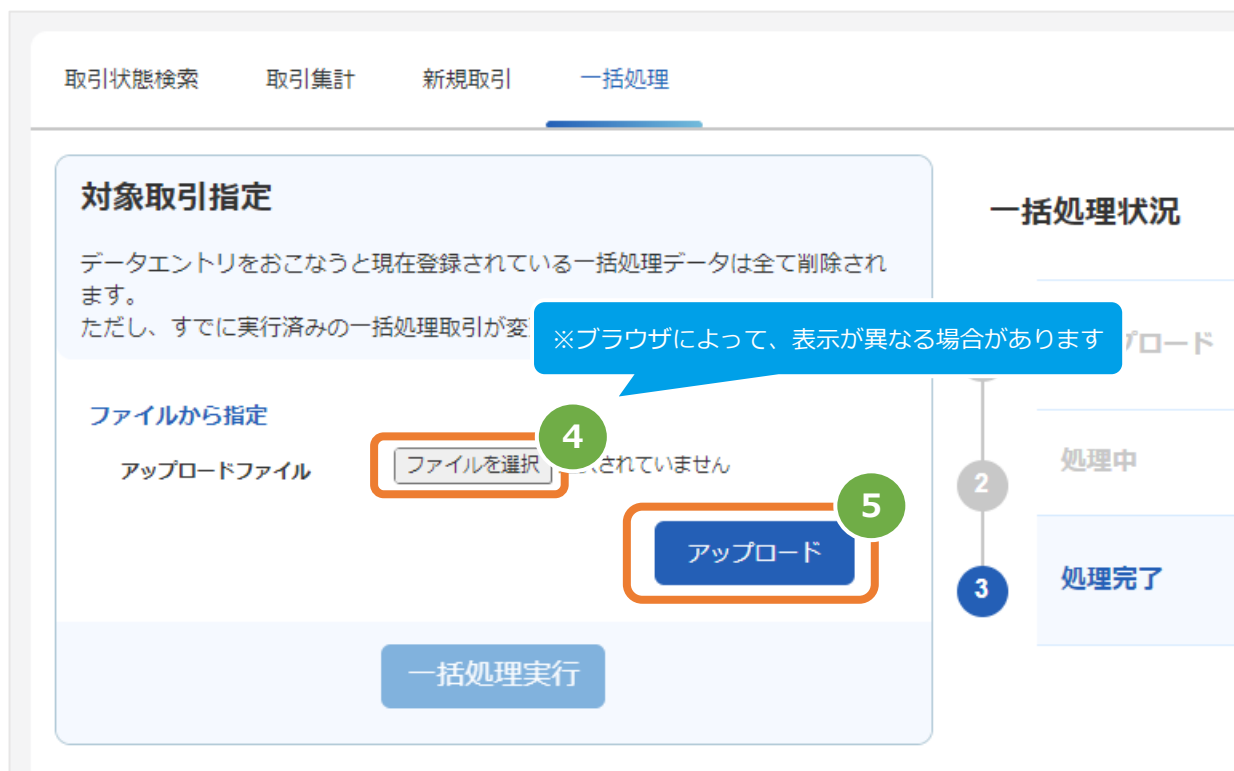 取引状態検索 取引集計 新規取引 一括処理
対象取引指定
データエントリをおこなうと現在登録されている一括処理データは全て削除され
ます。
ただし、すでに実行済みの一括処理取引が変
※ブラウザによって、表示が異なる場合があります
ファイルから指定
アップロードファイル
ファイルを選択
されていません
4
5
アップロード
一括処理実行
一括処理状況
プロード
2
処理中
3
処理完了